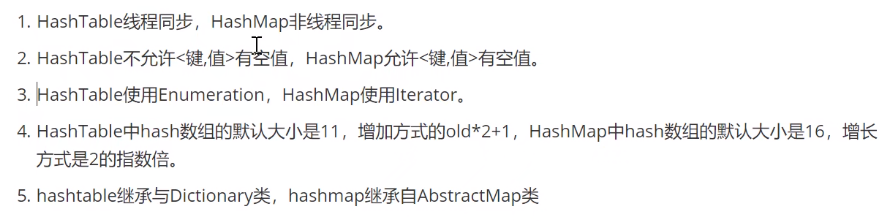 1. HashTable线程同步，HashMap非线程同步。
2. HashTable不允许<键,值>有空值，HashMap允许<键,值>有空值。
3. HashTable使用Enumeration，HashMap使用Iterator。
4. HashTable中hash数组的默认大小是11，增加方式的old*2+1，HashMap中hash数组的默认大小是16，增长
方式是2的指数倍。
5. hashtable继承与Dictionary类，hashmap继承自AbstractMap类